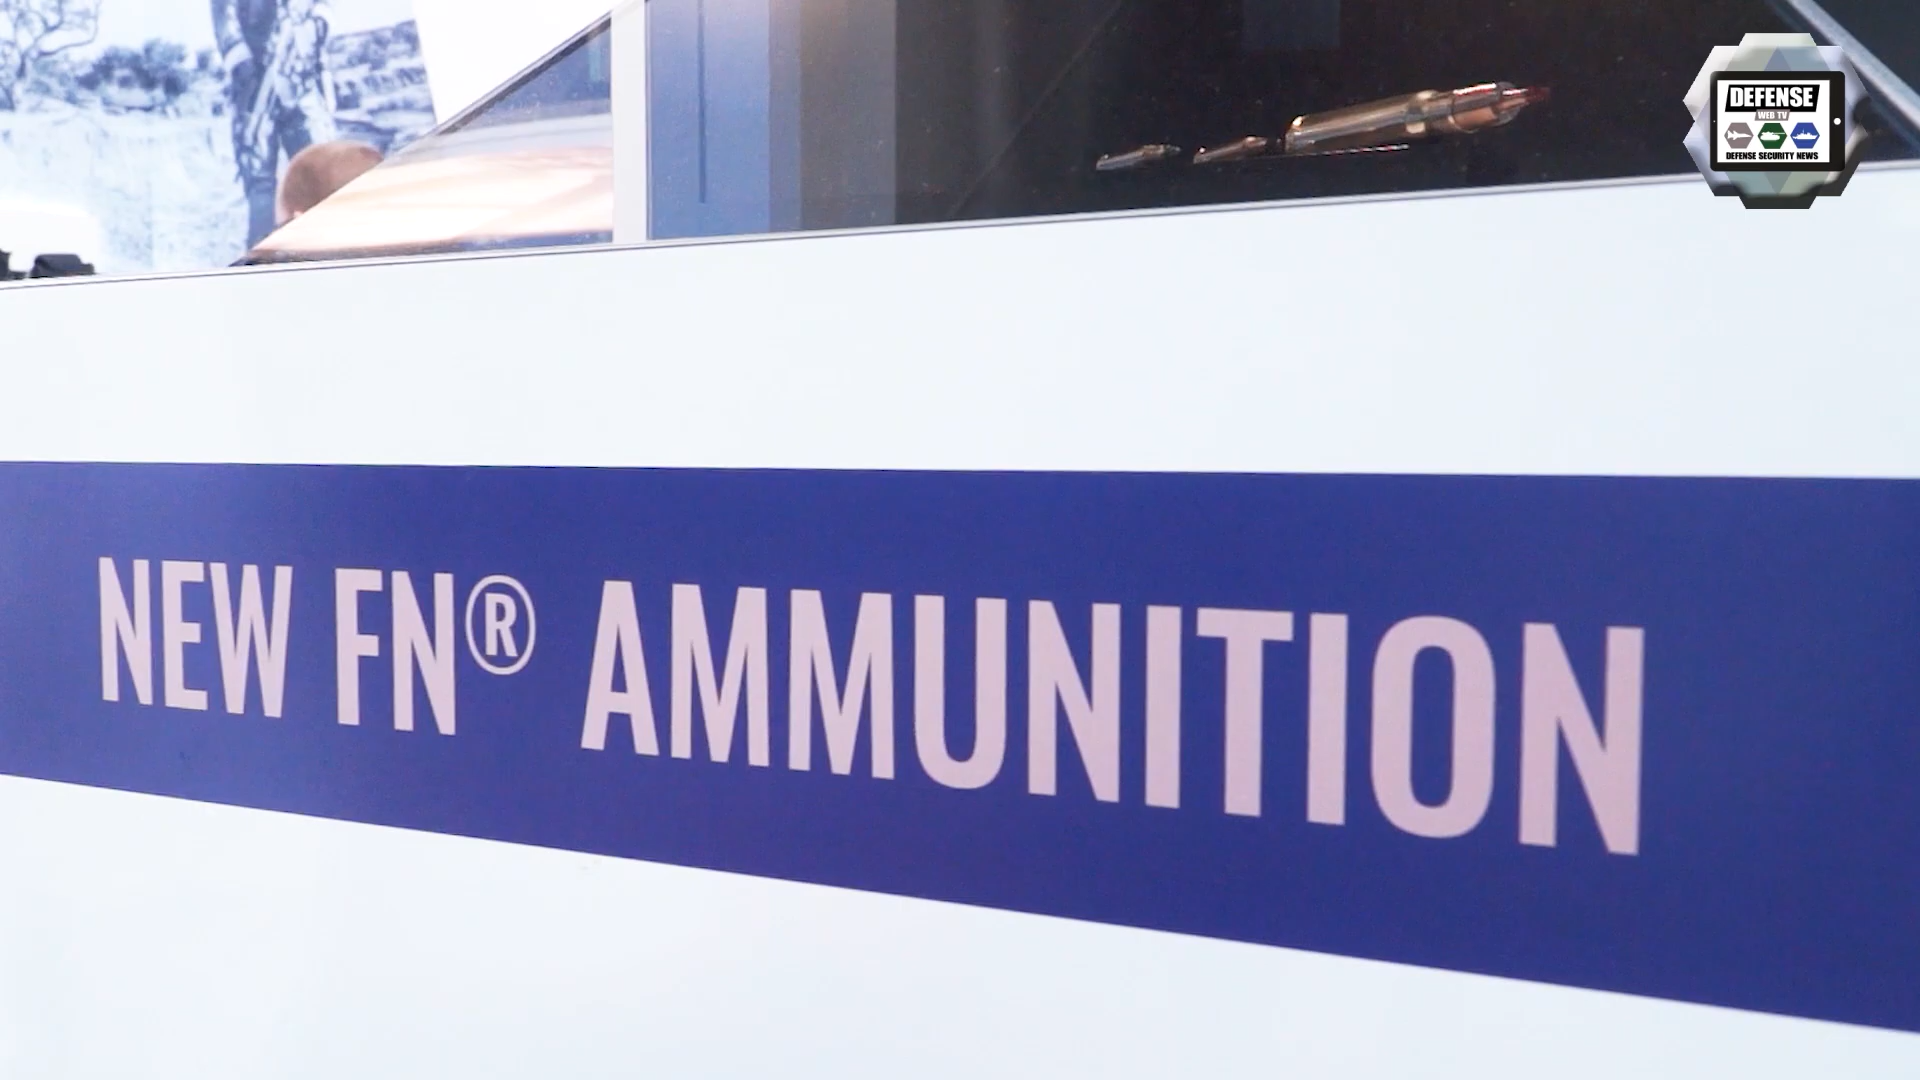 DEFENSE
WEB TV
DEFENSE SECURITY NEWS
NEW FN® AMMUNITION